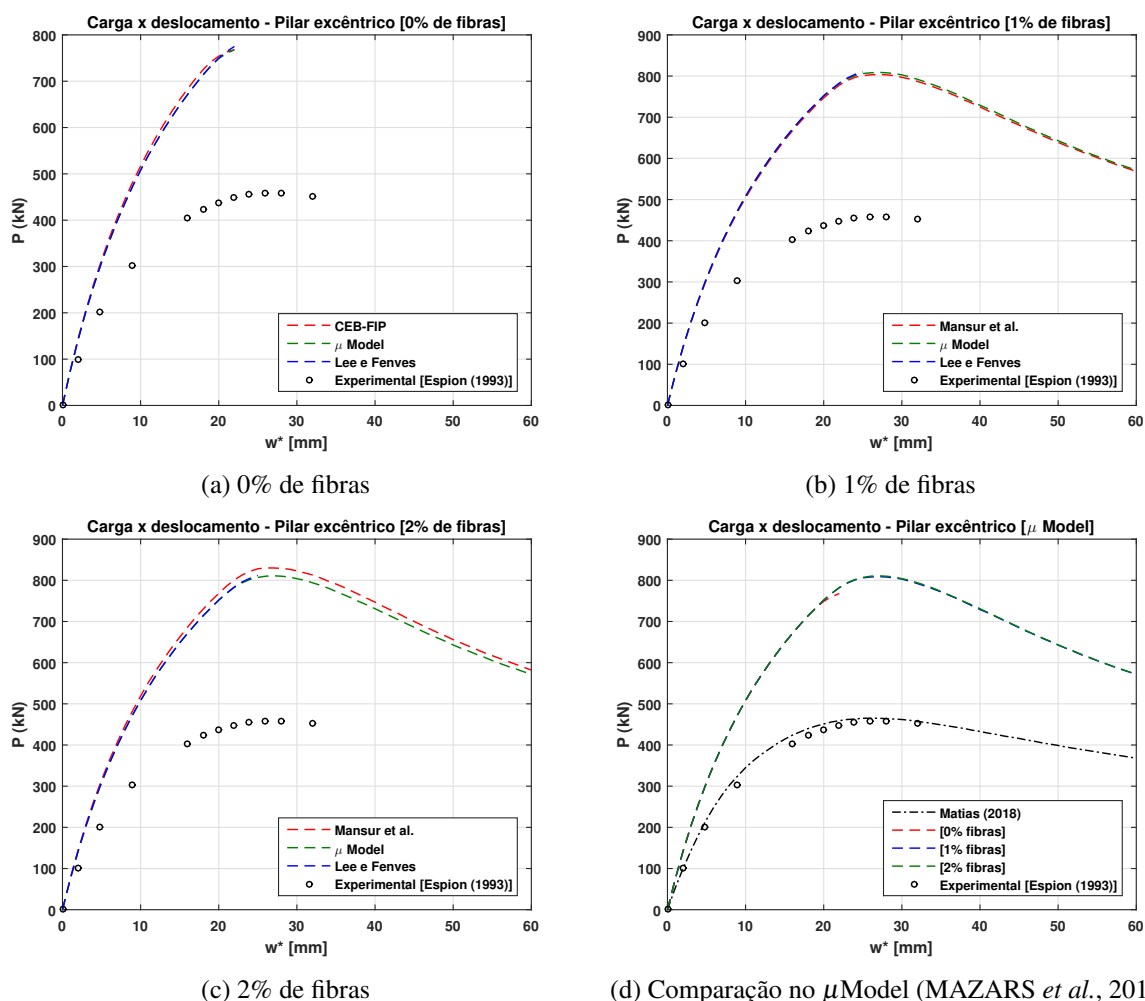 Carga x deslocamento - Pilar excêntrico [0% de fibras]
800
700
600
500
400
300
200
100
0
P (kN)
CEB-FIP
μ Model
Lee e Fenves
Experimental [Espion (1993)]
0 10 20 30 40 50 60
w* [mm]
(a) 0% de fibras
Carga x deslocamento - Pilar excêntrico [1% de fibras]
900
800
700
600
500
400
300
200
100
0
P (kN)
Mansur et al.
μ Model
Lee e Fenves
Experimental [Espion (1993)]
0 10 20 30 40 50 60
w* [mm]
(b) 1% de fibras
Carga x deslocamento - Pilar excêntrico [2% de fibras]
900
800
700
600
500
400
300
200
100
0
P (kN)
Mansur et al.
μ Model
Lee e Fenves
Experimental [Espion (1993)]
0 10 20 30 40 50 60
w* [mm]
(c) 2% de fibras
Carga x deslocamento - Pilar excêntrico [μ Model]
900
800
700
600
500
400
300
200
100
0
P (kN)
Matias (2018)
[0% fibras]
[1% fibras]
[2% fibras]
Experimental [Espion (1993)]
0 10 20 30 40 50 60
w* [mm]
(d) Comparação no μModel (MAZARS et al., 201